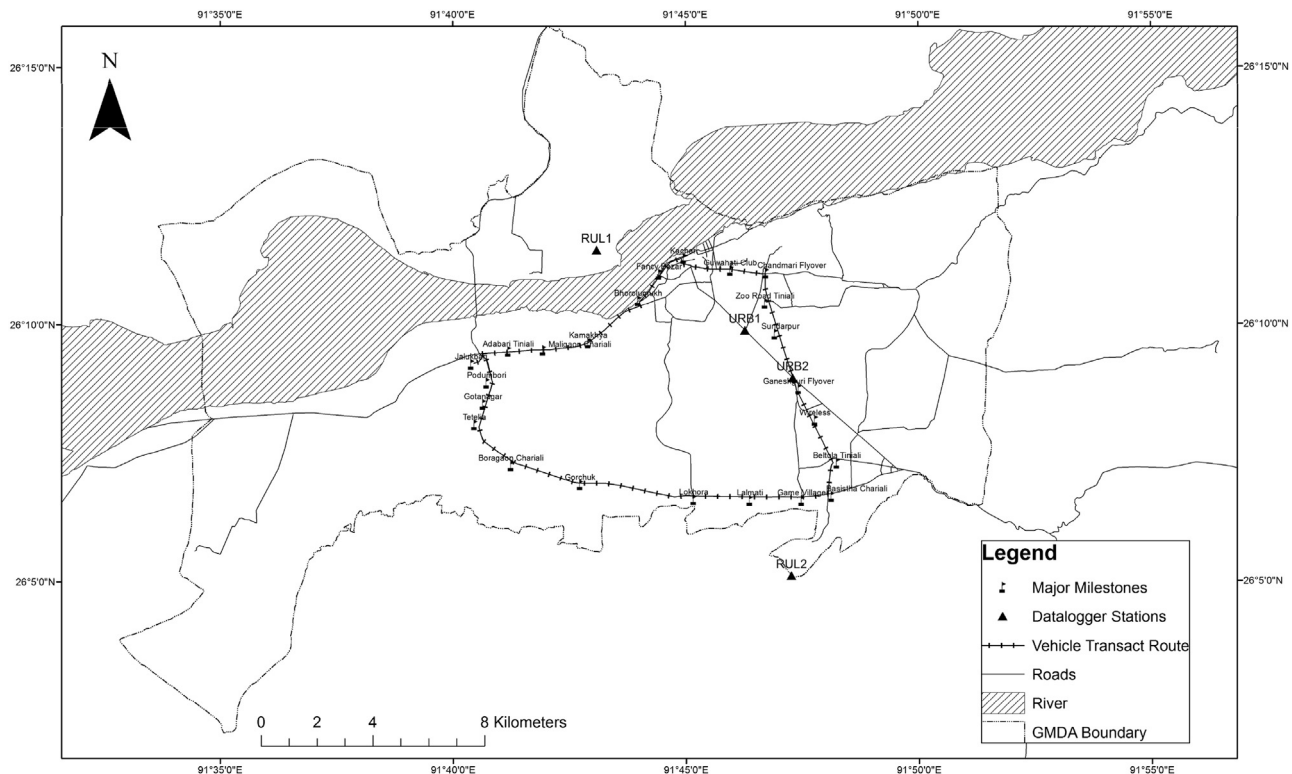 91°35'0"E
91°40'0"E
91°45'0"E
91°50'0"E
91°55'0"E
26°15'0"N
26°15'0"N
N
RUL1
Kachari
Guwahati Club
Chandmari Flyover
Fancy Bazar
Bharalumukh
Zoo Road Tiniali
26°10'0"N
26°10'0"N
URB1
Sundarpur
Kamakhya
Adabari Tiniali
Maligaon Chariali
Jalukbari
URB2
Ganeshguri Flyover
Podumbori
Gotanagar
Wireless
Tetelia
Boragaon Chariali
Beltola Tiniali
Gorchuk
Lokhora
Lalmati
Game Village
Basistha Chariali
RUL2
26°5'0"N
26°5'0"N
Legend
Major Milestones
Datalogger Stations
Vehicle Transact Route
Roads
River
GMDA Boundary
0 2 4 8 Kilometers
91°35'0"E
91°40'0"E
91°45'0"E
91°50'0"E
91°55'0"E